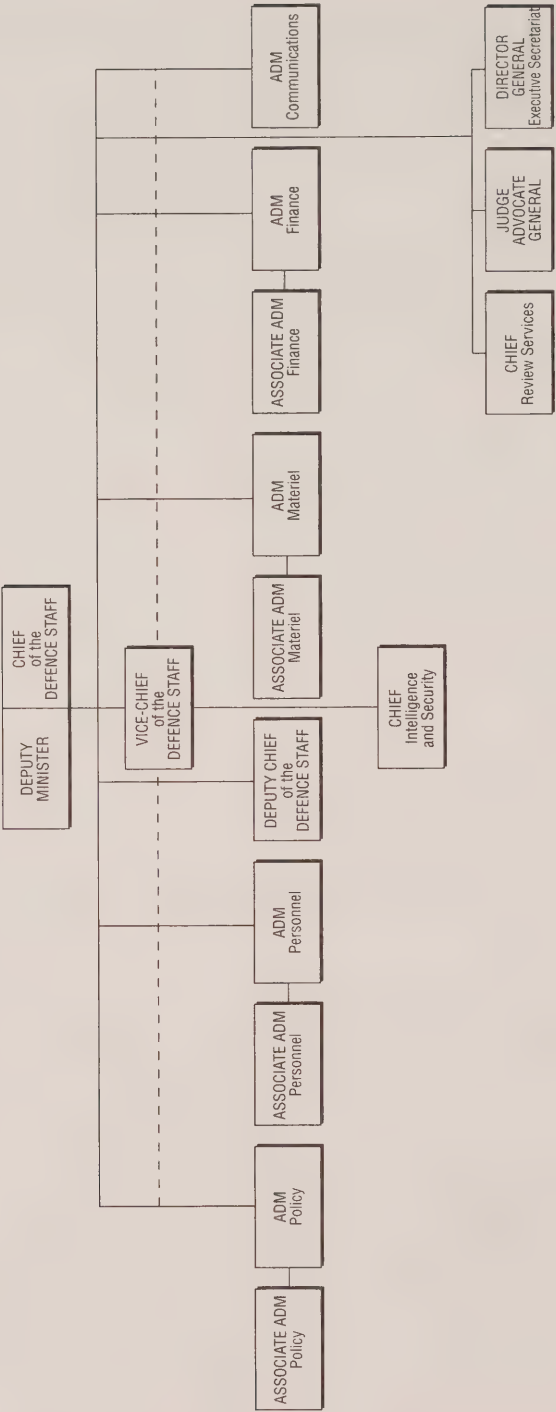 DEPUTY
MINISTER
CHIEF
of the
DEFENCE STAFF
VICE-CHIEF
of the
DEFENCE STAFF
ASSOCIATE ADM
Policy
ADM
Policy
ASSOCIATE ADM
Personnel
ADM
Personnel
DEPUTY CHIEF
of the
DEFENCE STAFF
ASSOCIATE ADM
Materiel
ADM
Materiel
ASSOCIATE ADM
Finance
ADM
Finance
ADM
Communications
CHIEF
Intelligence
and Security
CHIEF
Review Services
JUDGE
ADVOCATE
GENERAL
DIRECTOR
GENERAL
Executive Secretariat